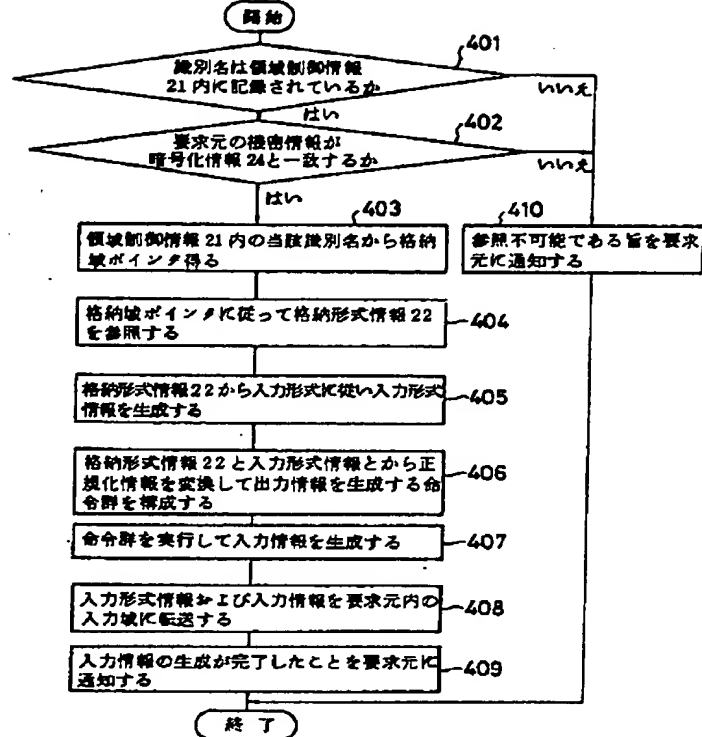 開始
401
識別名は領域制御情報
21内に記録されているか
いいえ
はい
402
要求元の機密情報が
暗号化情報24と一致するか
いいえ
はい
403
領域制御情報21内の当該識別名から格納
域ポインタ得る
410
参照不可能である旨を要求
元に通知する
格納域ポインタに従って格納形式情報22
を参照する
404
格納形式情報22から入力形式に従い入力形式
情報を生成する
405
格納形式情報22と入力形式情報とから正
規化情報を変換して出力情報を生成する命
令群を構成する
406
命令群を実行して入力情報を生成する
407
入力形式情報および入力情報を要求元内の
入力域に転送する
408
入力情報の生成が完了したことを要求元に
通知する
409
終了